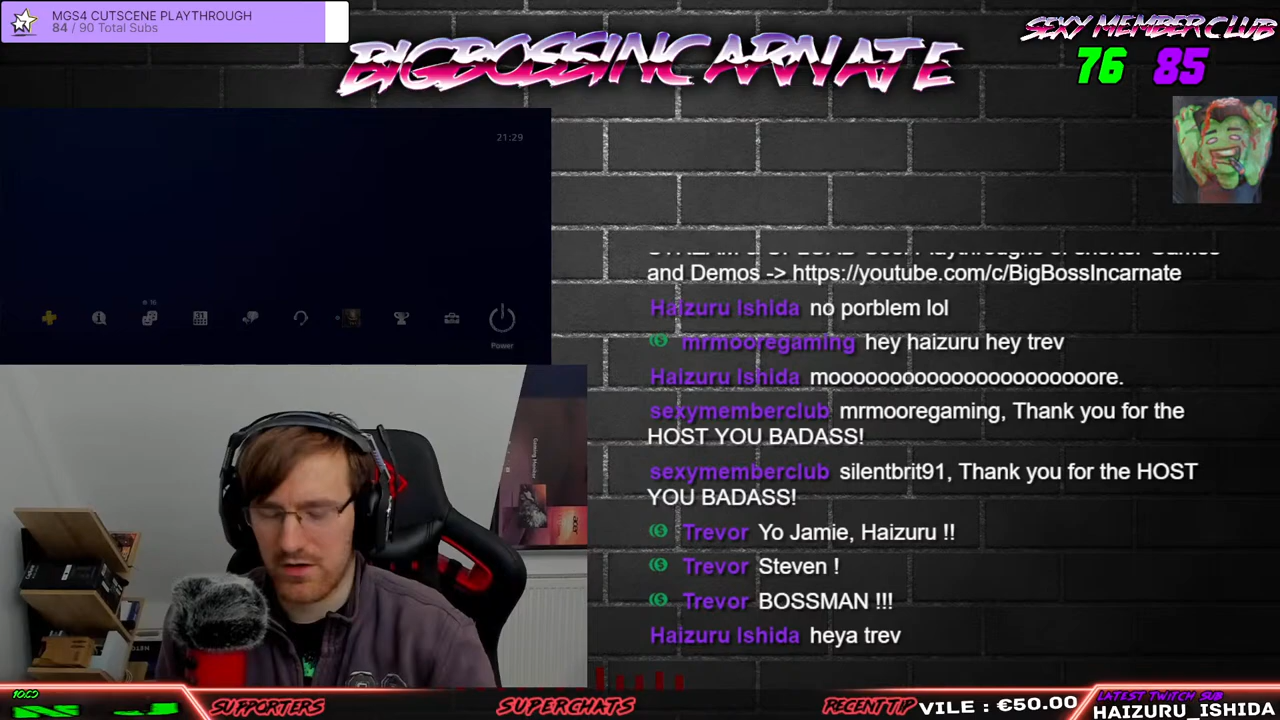 MGS4 CUTSCENE PLAYTHROUGH
84 / 90 Total Subs
BIGBOSSINCARNATE
SEXY MEMBER CLUB
76 85
21:29
16
31
Power
and Demos -> https://youtube.com/c/BigBossIncarnate
Haizuru Ishida no porblem lol
mrmooregaming hey haizuru hey trev
Haizuru Ishida mooooooooooooooooooooooore.
sexymemberclub mrmooregaming, Thank you for the
HOST YOU BADASS!
sexymemberclub silentbrit91, Thank you for the HOST
YOU BADASS!
Trevor Yo Jamie, Haizuru !!
Trevor Steven !
Trevor BOSSMAN !!!
Haizuru Ishida heya trev
SUPPORTERS
SUPERCHATS
RECENT TIP VILE : €50.00
LATEST TWITCH SUB
HAIZURU_ISHIDA